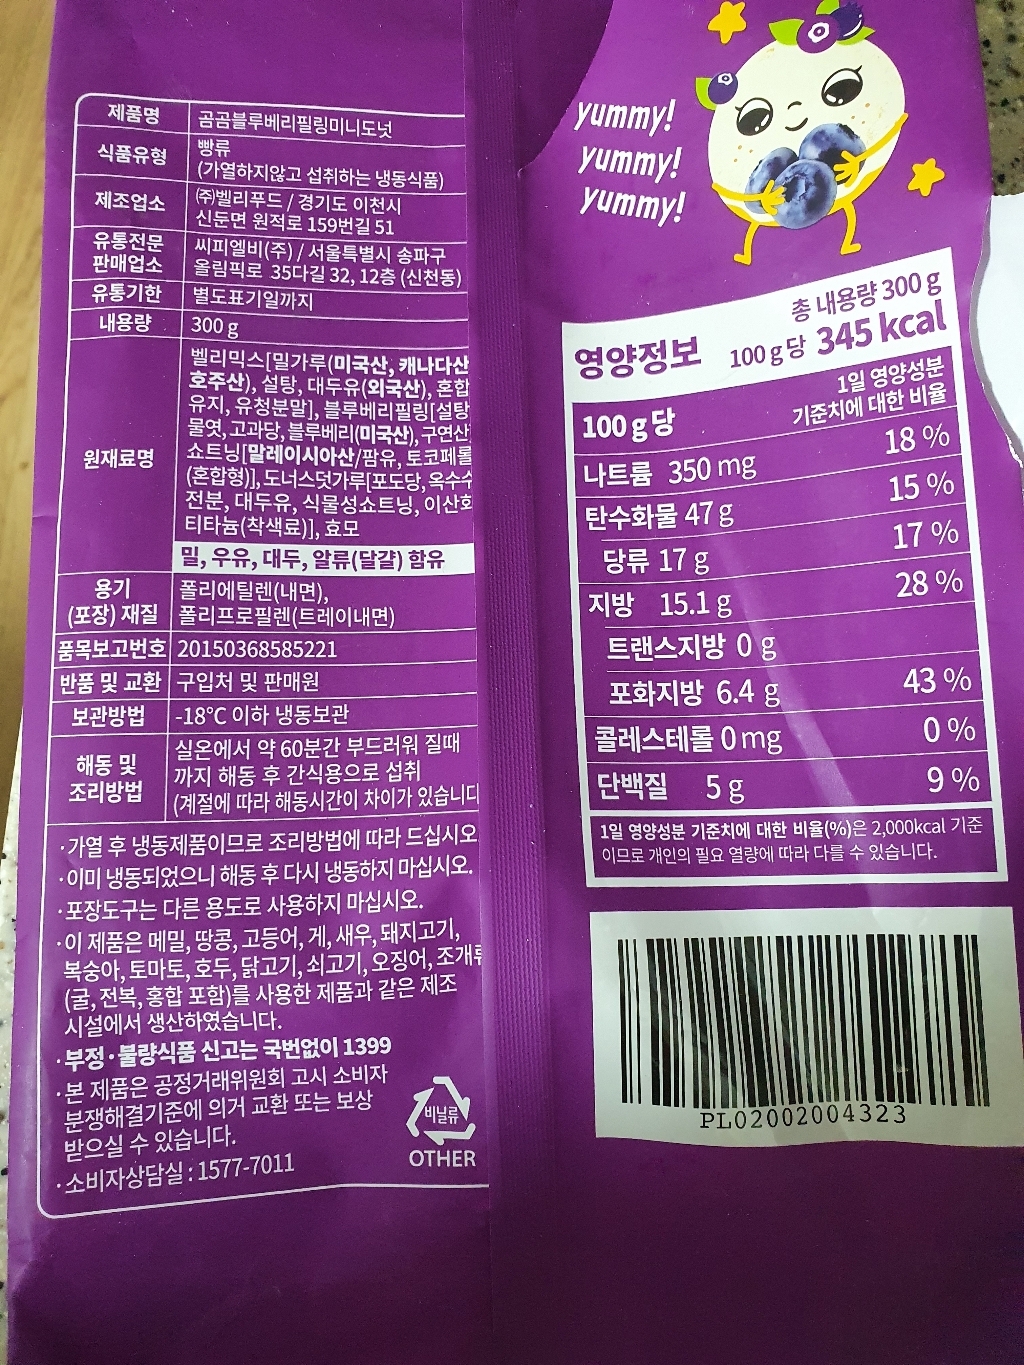 제품명 곰곰블루베리필링미니도넛
식품유형 빵류
(가열하지않고 섭취하는 냉동식품)
제조업소 ㈜벨리푸드 / 경기도 이천시
신둔면 원적로 159번길 51
유통전문
판매업소 씨피엘비(주) / 서울특별시 송파구
올림픽로 35다길 32, 12층 (신천동)
유통기한 별도표기일까지
내용량 300 g
원재료명
벨리믹스[밀가루(미국산, 캐나다산
호주산), 설탕, 대두유(외국산), 혼합
유지, 유청분말], 블루베리필링[설탕
물엿, 고과당, 블루베리(미국산), 구연산
쇼트닝[말레이시아산/팜유, 토코페롤
(혼합형)], 도너스덧가루[포도당, 옥수수
전분, 대두유, 식물성쇼트닝, 이산화
티타늄(착색료)], 효모
밀, 우유, 대두, 알류(달걀) 함유
용기
(포장) 재질 폴리에틸렌(내면),
폴리프로필렌(트레이내면)
품목보고번호 20150368585221
반품 및 교환 구입처 및 판매원
보관방법 -18℃ 이하 냉동보관
해동 및
조리방법 실온에서 약 60분간 부드러워 질때
까지 해동 후 간식용으로 섭취
(계절에 따라 해동시간이 차이가 있습니다
·가열 후 냉동제품이므로 조리방법에 따라 드십시오.
·이미 냉동되었으니 해동 후 다시 냉동하지 마십시오.
·포장도구는 다른 용도로 사용하지 마십시오.
·이 제품은 메밀, 땅콩, 고등어, 게, 새우, 돼지고기,
복숭아, 토마토, 호두, 닭고기, 쇠고기, 오징어, 조개류
(굴, 전복, 홍합 포함)를 사용한 제품과 같은 제조
시설에서 생산하였습니다.
·부정·불량식품 신고는 국번없이 1399
·본 제품은 공정거래위원회 고시 소비자
분쟁해결기준에 의거 교환 또는 보상
받으실 수 있습니다.
·소비자상담실 : 1577-7011
비닐류
OTHER
yummy!
yummy!
yummy!
영양정보
총 내용량 300 g
100 g당 345 kcal
100 g당
1일 영양성분
기준치에 대한 비율
나트륨 350 mg 18 %
탄수화물 47 g 15 %
당류 17 g 17 %
지방 15.1 g 28 %
트랜스지방 0 g
포화지방 6.4 g 43 %
콜레스테롤 0 mg 0 %
단백질 5 g 9 %
1일 영양성분 기준치에 대한 비율(%)은 2,000kcal 기준
이므로 개인의 필요 열량에 따라 다를 수 있습니다.
PL02002004323